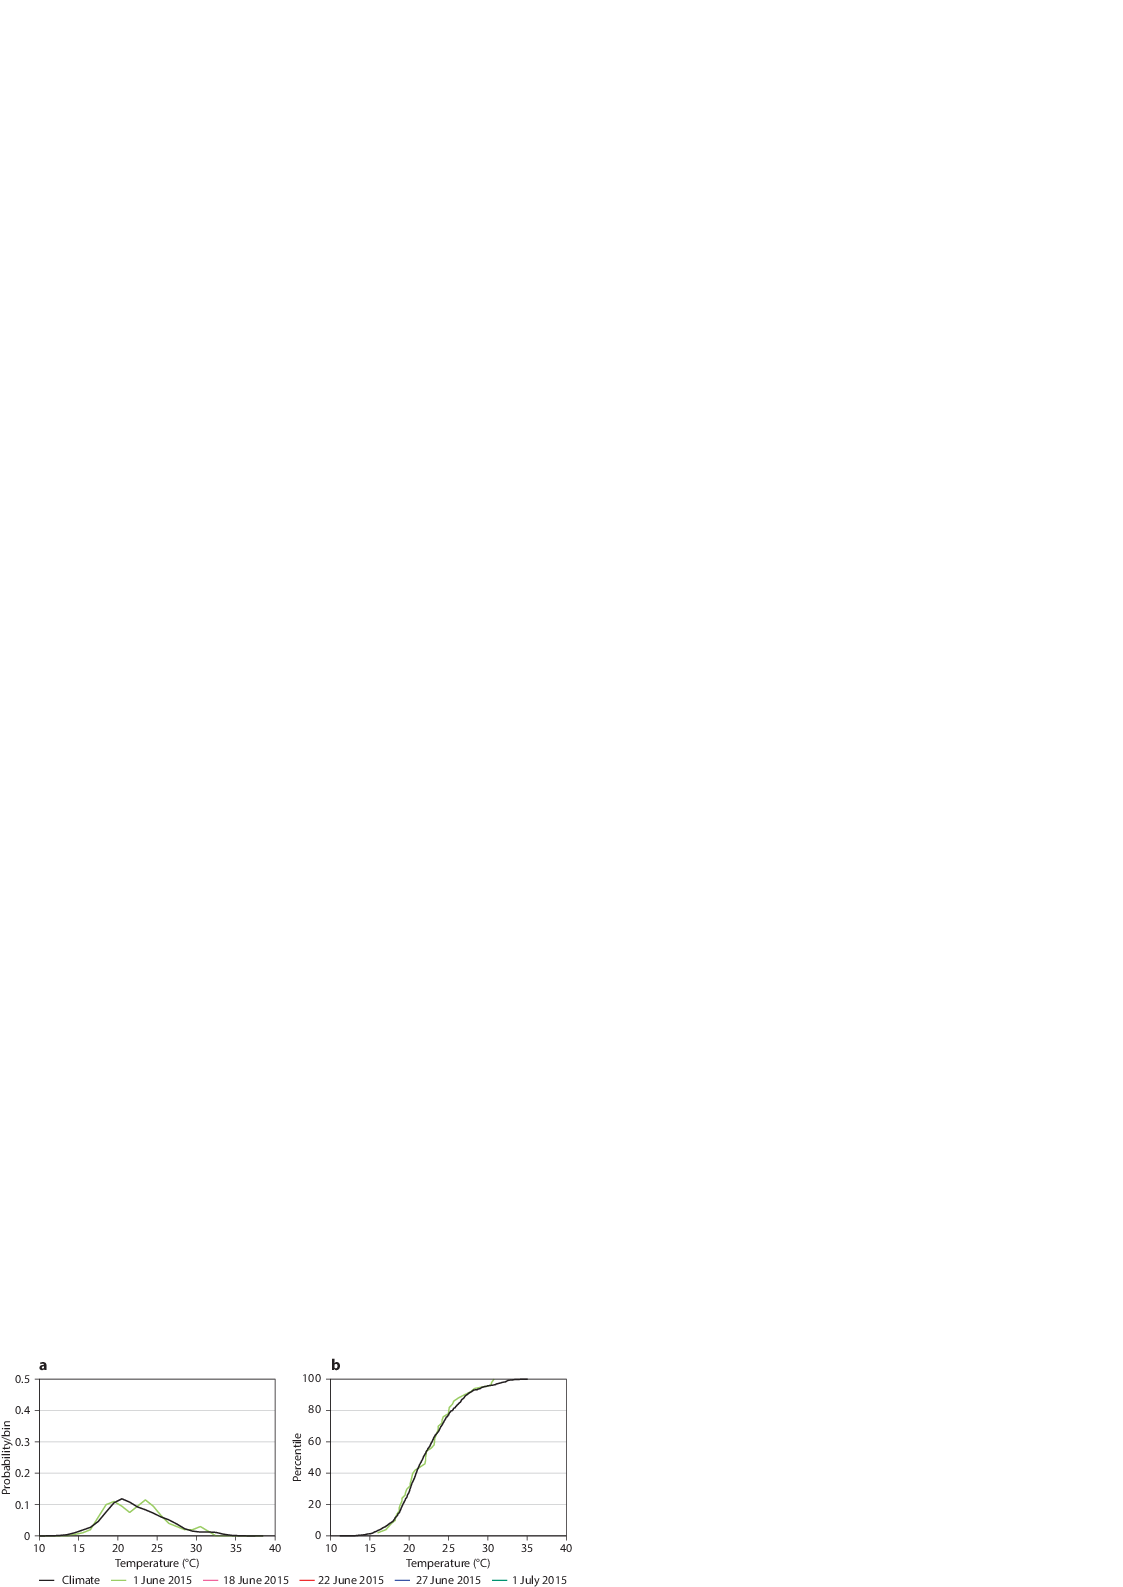 a
b
0.5
0.4
0.3
0.2
0.1
0
Probability/bin
10 15 20 25 30 35 40
Temperature (°C)
100
80
60
40
20
0
Percentile
10 15 20 25 30 35 40
Temperature (°C)
Climate 1 June 2015 18 June 2015 22 June 2015 27 June 2015 1 July 2015